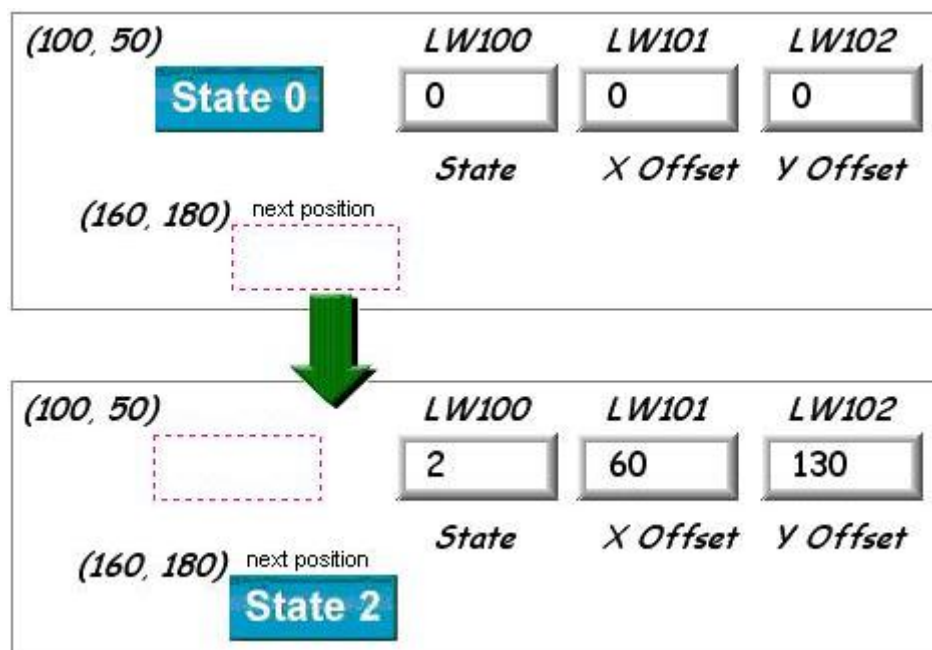 (100, 50) LW100 LW101 LW102
State 0 0 0 0
State X Offset Y Offset
(160, 180) next position
(100, 50) LW100 LW101 LW102
2 60 130
State X Offset Y Offset
(160, 180) next position
State 2